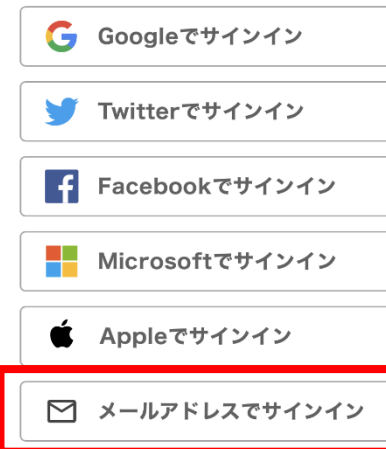 Googleでサインイン
Twitterでサインイン
Facebookでサインイン
Microsoftでサインイン
Appleでサインイン
メールアドレスでサインイン